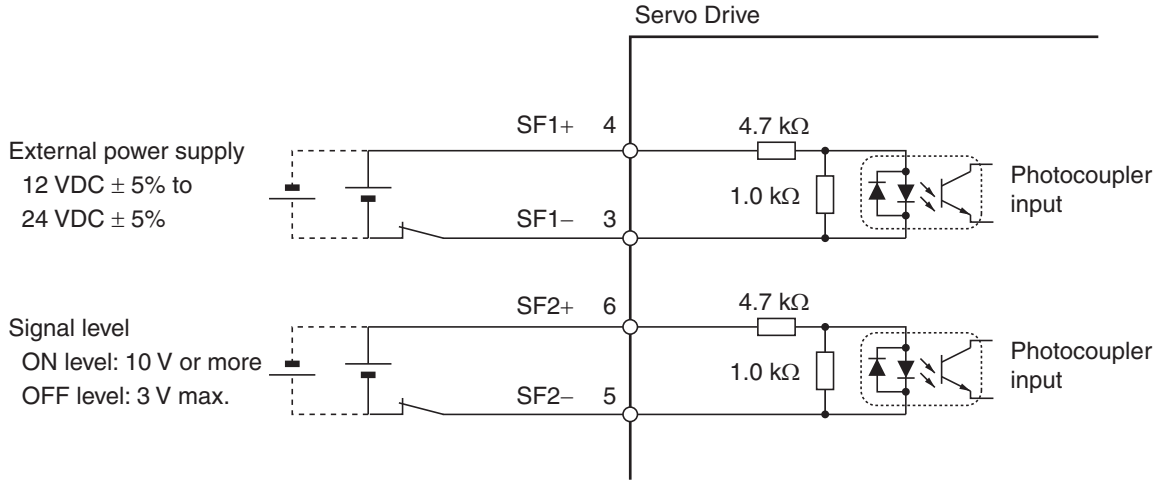 Servo Drive
SF1+ 4
4.7 kΩ
External power supply
12 VDC ± 5% to
24 VDC ± 5%
1.0 kΩ
Photocoupler
input
SF1− 3
SF2+ 6
4.7 kΩ
Signal level
ON level: 10 V or more
OFF level: 3 V max.
1.0 kΩ
Photocoupler
input
SF2− 5